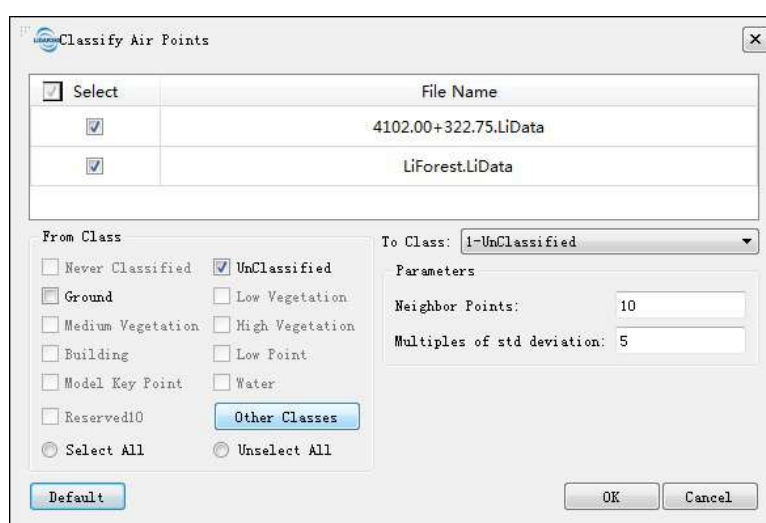 Classify Air Points
Select File Name
4102.00+322.75.LiData
LiForest.LiData
From Class
Never Classified UnClassified
Ground Low Vegetation
Medium Vegetation High Vegetation
Building Low Point
Model Key Point Water
Reserved10 Other Classes
Select All Unselect All
To Class: 1-UnClassified
Parameters
Neighbor Points: 10
Multiples of std deviation: 5
Default OK Cancel